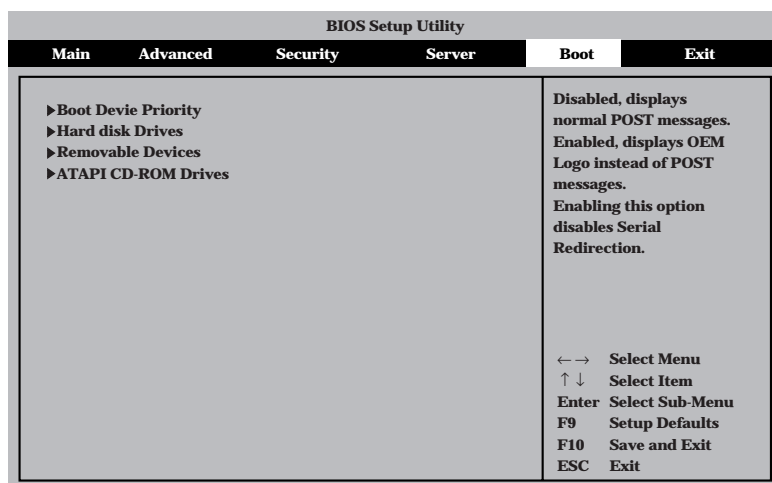 BIOS Setup Utility
Main Advanced Security Server Boot Exit
▶Boot Devie Priority
▶Hard disk Drives
▶Removable Devices
▶ATAPI CD-ROM Drives
Disabled, displays
normal POST messages.
Enabled, displays OEM
Logo instead of POST
messages.
Enabling this option
disables Serial
Redirection.
←→ Select Menu
↑↓ Select Item
Enter Select Sub-Menu
F9 Setup Defaults
F10 Save and Exit
ESC Exit